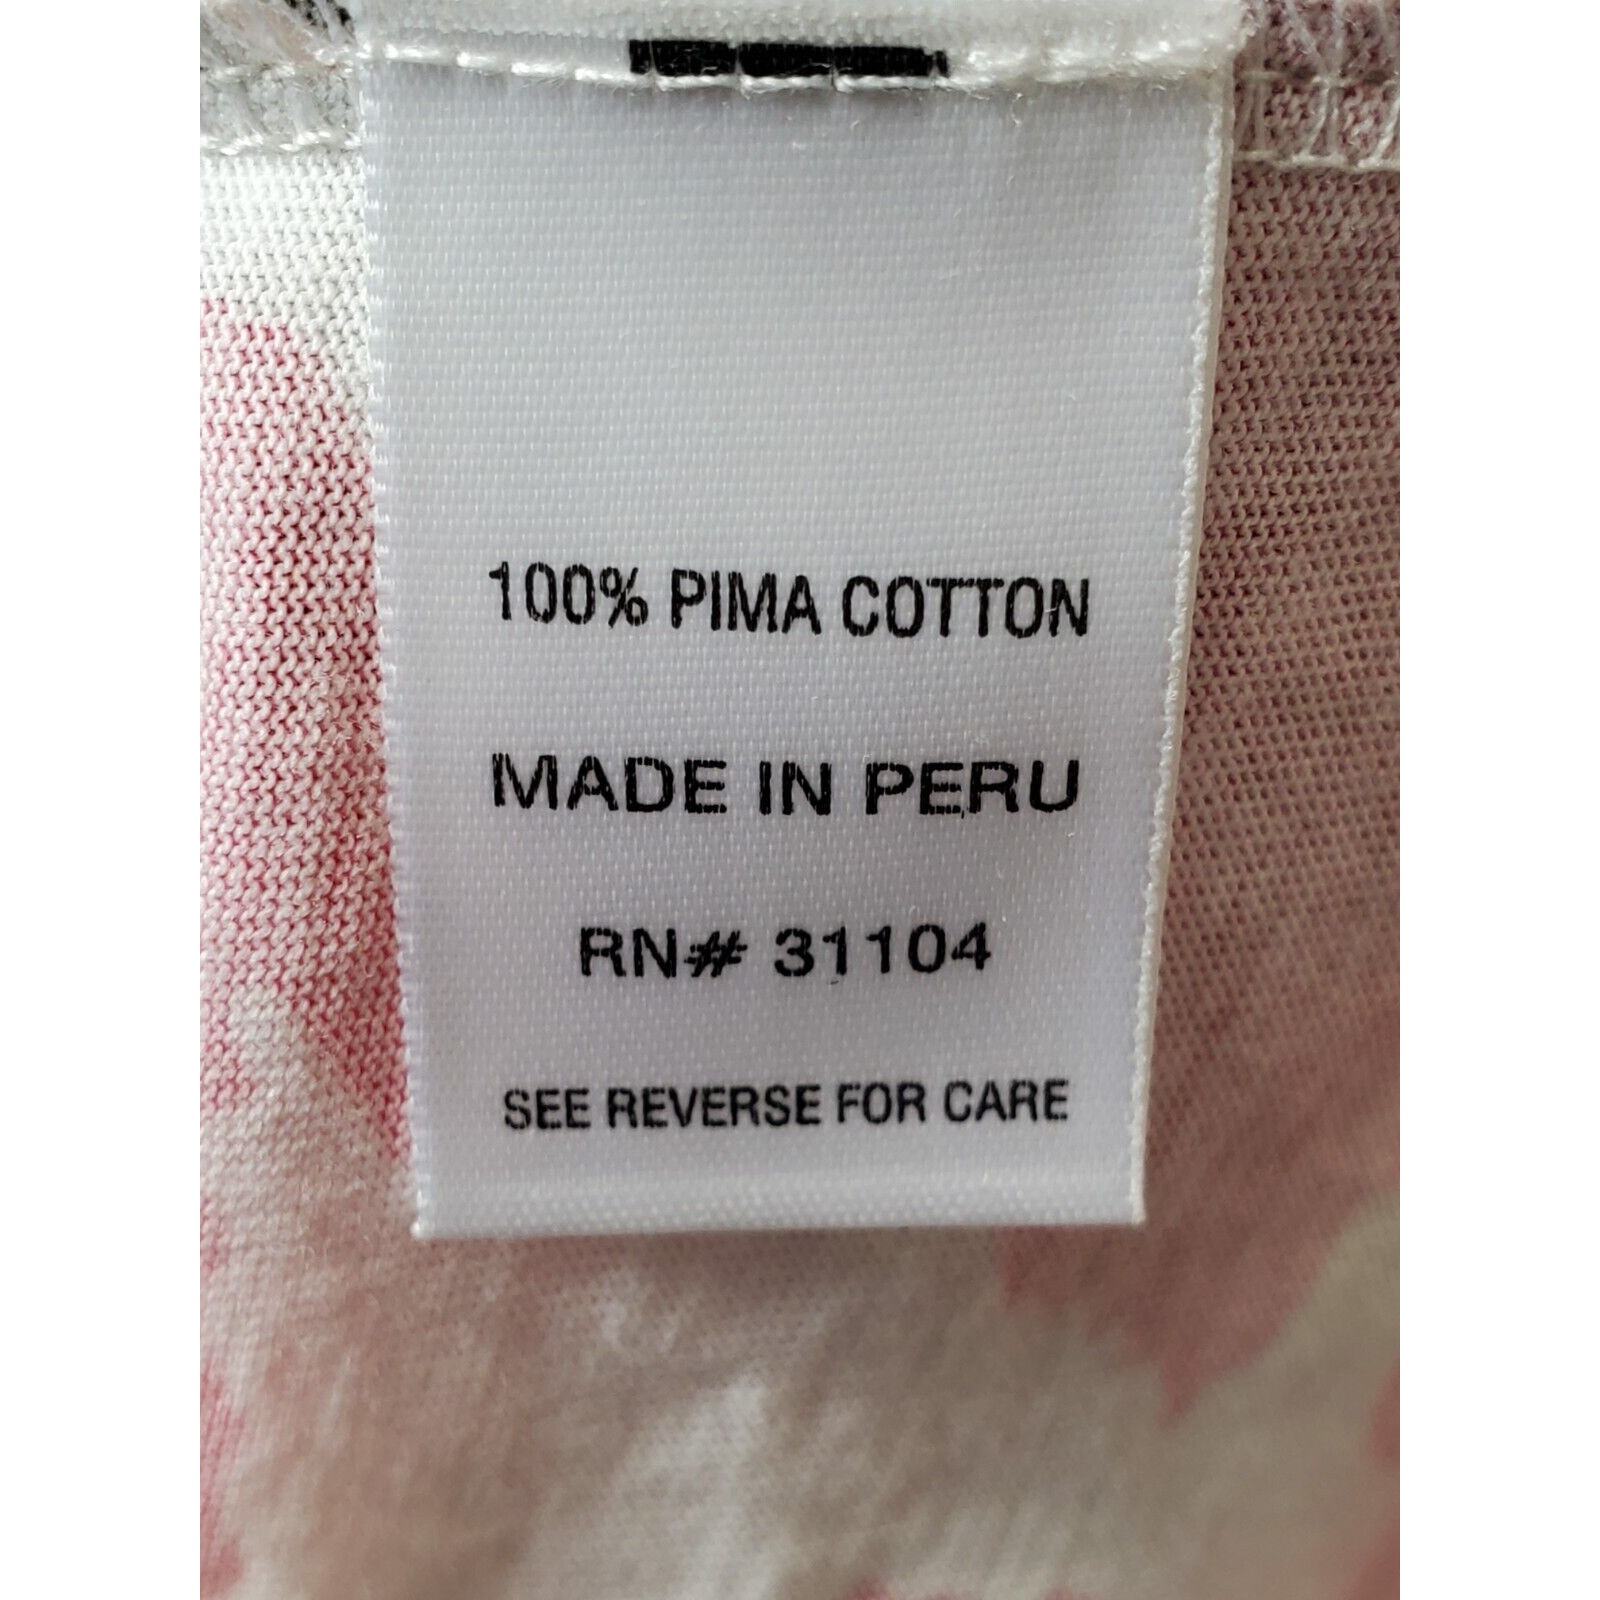 100% PIMA COTTON
MADE IN PERU
RN# 31104
SEE REVERSE FOR CARE